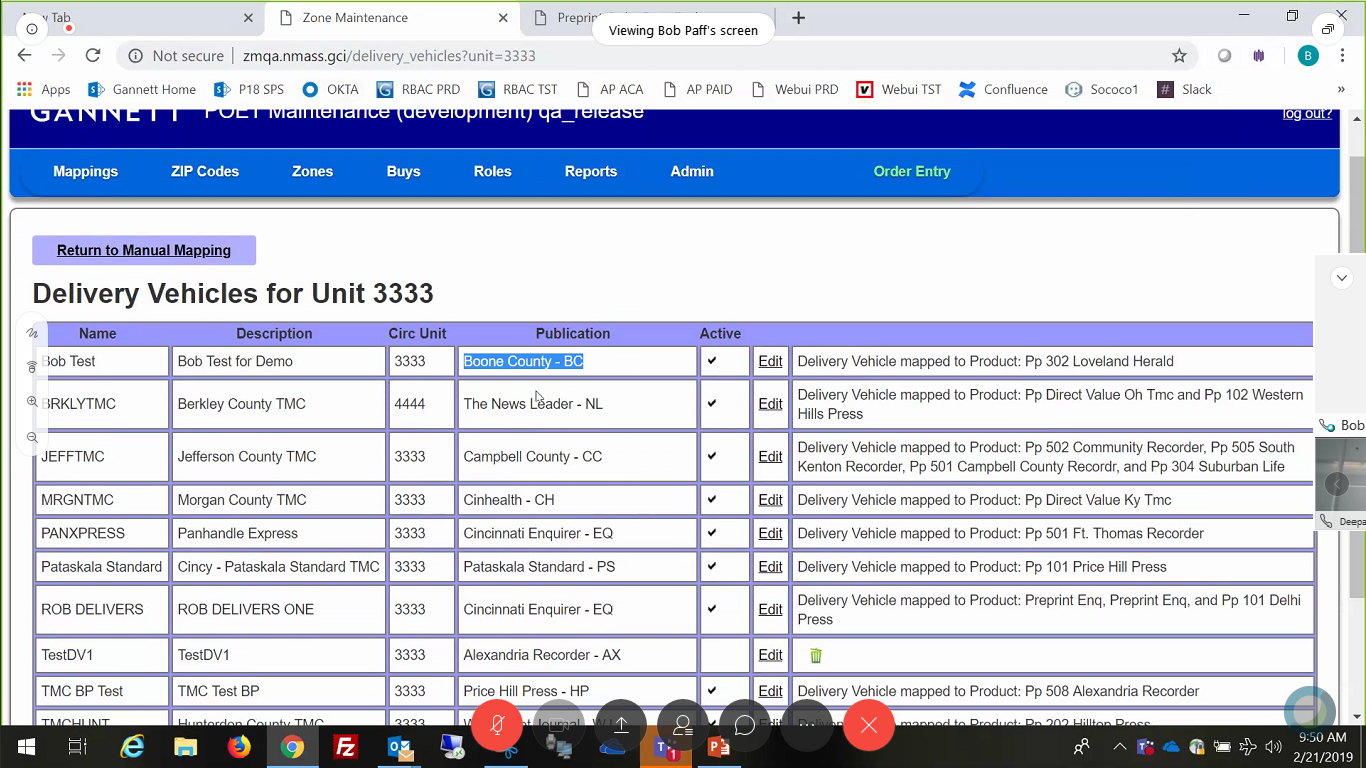 New Tab
Zone Maintenance
Preprint
Viewing Bob Paff's screen
Not secure
zmqa.nmass.gci/delivery_vehicles?unit=3333
B
Apps
Gannett Home
P18 SPS
OKTA
RBAC PRD
RBAC TST
AP ACA
AP PAID
Webui PRD
Webui TST
Confluence
Sococo1
Slack
»
GANNETT
POET Maintenance (development) qa_release
log out?
Mappings
ZIP Codes
Zones
Buys
Roles
Reports
Admin
Order Entry
Return to Manual Mapping
Delivery Vehicles for Unit 3333
Name Description Circ Unit Publication Active
Bob Test Bob Test for Demo 3333 Boone County - BC ✔ Edit Delivery Vehicle mapped to Product: Pp 302 Loveland Herald
BRKLYTMC Berkley County TMC 4444 The News Leader - NL ✔ Edit Delivery Vehicle mapped to Product: Pp Direct Value Oh Tmc and Pp 102 Western
Hills Press
JEFFTMC Jefferson County TMC 3333 Campbell County - CC ✔ Edit Delivery Vehicle mapped to Product: Pp 502 Community Recorder, Pp 505 South
Kenton Recorder, Pp 501 Campbell County Recordr, and Pp 304 Suburban Life
MRGNTMC Morgan County TMC 3333 Cinhealth - CH ✔ Edit Delivery Vehicle mapped to Product: Pp Direct Value Ky Tmc
PANXPRESS Panhandle Express 3333 Cincinnati Enquirer - EQ ✔ Edit Delivery Vehicle mapped to Product: Pp 501 Ft. Thomas Recorder
Pataskala Standard Cincy - Pataskala Standard TMC 3333 Pataskala Standard - PS ✔ Edit Delivery Vehicle mapped to Product: Pp 101 Price Hill Press
ROB DELIVERS ROB DELIVERS ONE 3333 Cincinnati Enquirer - EQ ✔ Edit Delivery Vehicle mapped to Product: Preprint Enq, Preprint Enq, and Pp 101 Delhi
Press
TestDV1 TestDV1 3333 Alexandria Recorder - AX Edit
TMC BP Test TMC Test BP 3333 Price Hill Press - HP ✔ Edit Delivery Vehicle mapped to Product: Pp 508 Alexandria Recorder
TMCHUNT Hunterdon County TMC 3333 Journal - WJ Edit Product: Pp 202 Hilltop Press
Bob
Deepa
1
9:50 AM
2/21/2019